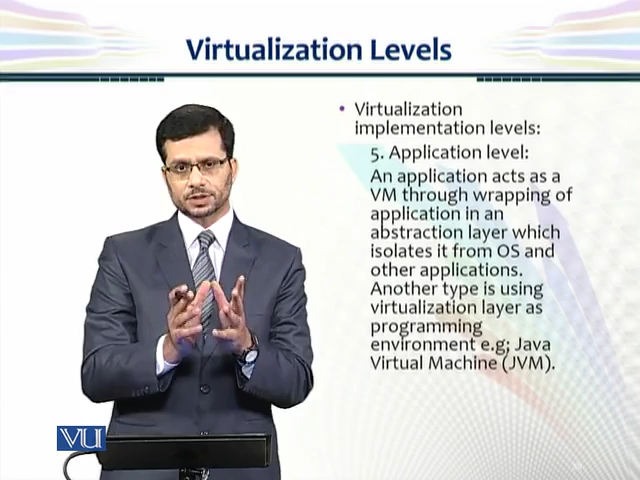 Virtualization Levels
• Virtualization
implementation levels:
5. Application level:
An application acts as a
VM through wrapping of
application in an
abstraction layer which
isolates it from OS and
other applications.
Another type is using
virtualization layer as
programming
environment e.g; Java
Virtual Machine (JVM).
VU